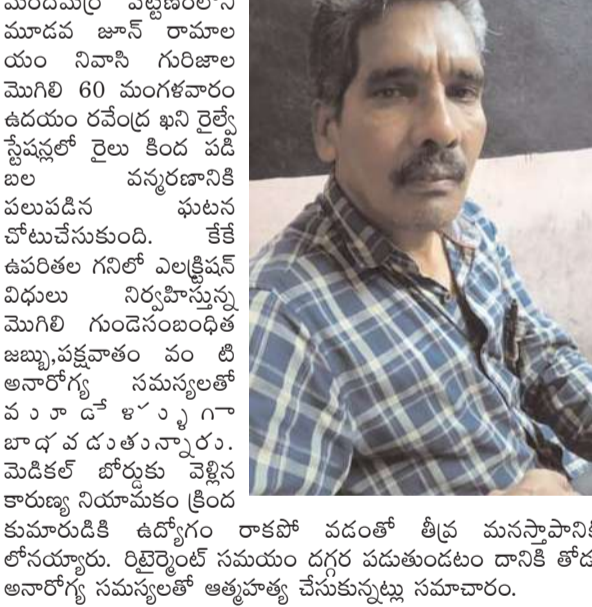 మందమర్రి పట్టణంలోని
మూడవ జూన్ రామాల
యం నివాసి గురిజాల
మొగిలి 60 మంగళవారం
ఉదయం రవేంద్ర ఖని రైల్వే
స్టేషన్లలో రైలు కింద పడి
బల వన్మరణానికి
పలుపడిన ఘటన
చోటుచేసుకుంది. కేకే
ఉపరితల గనిలో ఎలక్ట్రిషన్
విధులు నిర్వహిస్తున్న
మొగిలి గుండెసంబంధిత
జబ్బు,పక్షవాతం వం టి
అనారోగ్య సమస్యలతో
గా
బాధ పడుతున్నారు.
మెడికల్ బోర్డుకు వెళ్లిన
కారుణ్య నియామకం క్రింద
కుమారుడికి ఉద్యోగం రాకపో వడంతో తీవ్ర మనస్తాపానికి
లోనయ్యారు. రిటైర్మెంట్ సమయం దగ్గర పడుతుండటం దానికి తోడు
అనారోగ్య సమస్యలతో ఆత్మహత్య చేసుకున్నట్లు సమాచారం.